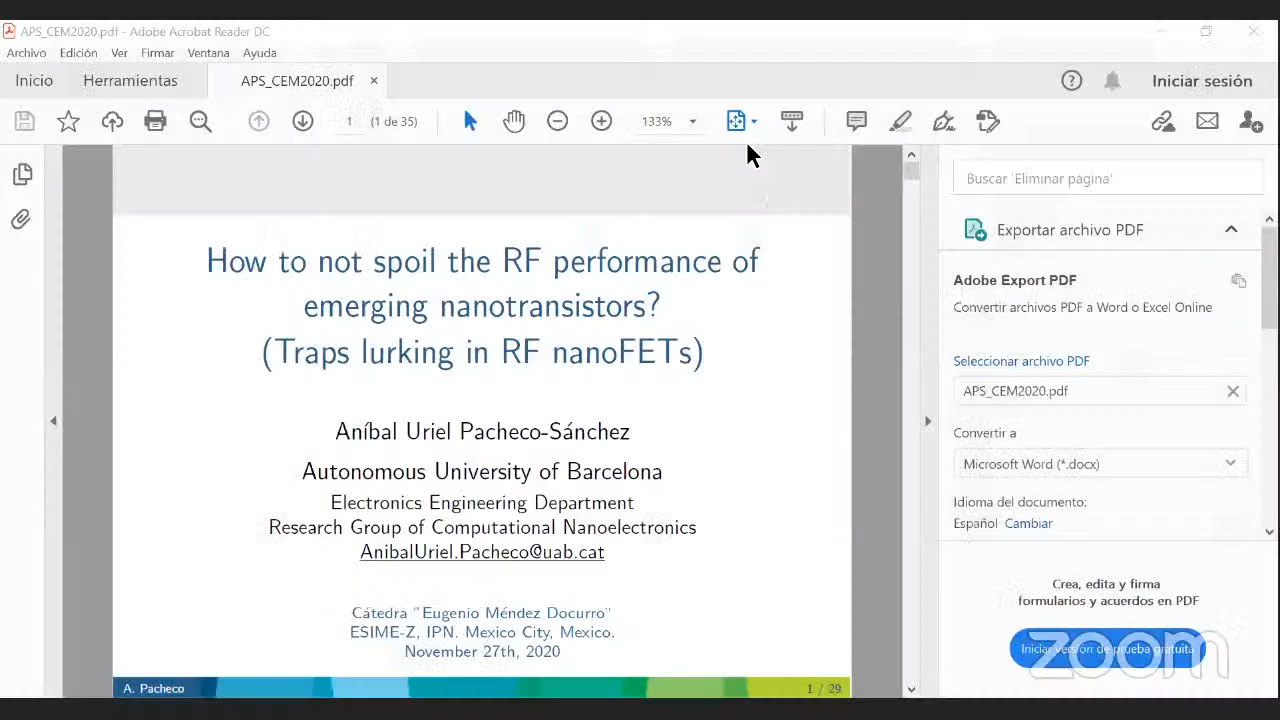 APS_CEM2020.pdf - Adobe Acrobat Reader DC
Archivo Edición Ver Firmar Ventana Ayuda
Inicio Herramientas APS_CEM2020.pdf × Iniciar sesión
1 (1 de 35) 133%
Buscar 'Eliminar página'
Exportar archivo PDF
Adobe Export PDF
Convertir archivos PDF a Word o Excel Online
Seleccionar archivo PDF
APS_CEM2020.pdf
Convertir a
Microsoft Word (*.docx)
Idioma del documento:
Español Cambiar
Crea, edita y firma
formularios y acuerdos en PDF
Iniciar versión de prueba gratuita
zoom
How to not spoil the RF performance of
emerging nanotransistors?
(Traps lurking in RF nanoFETs)
Aníbal Uriel Pacheco-Sánchez
Autonomous University of Barcelona
Electronics Engineering Department
Research Group of Computational Nanoelectronics
AnibalUriel.Pacheco@uab.cat
Cátedra "Eugenio Méndez Docurro"
ESIME-Z, IPN. Mexico City, Mexico.
November 27th, 2020
A. Pacheco 1 / 29